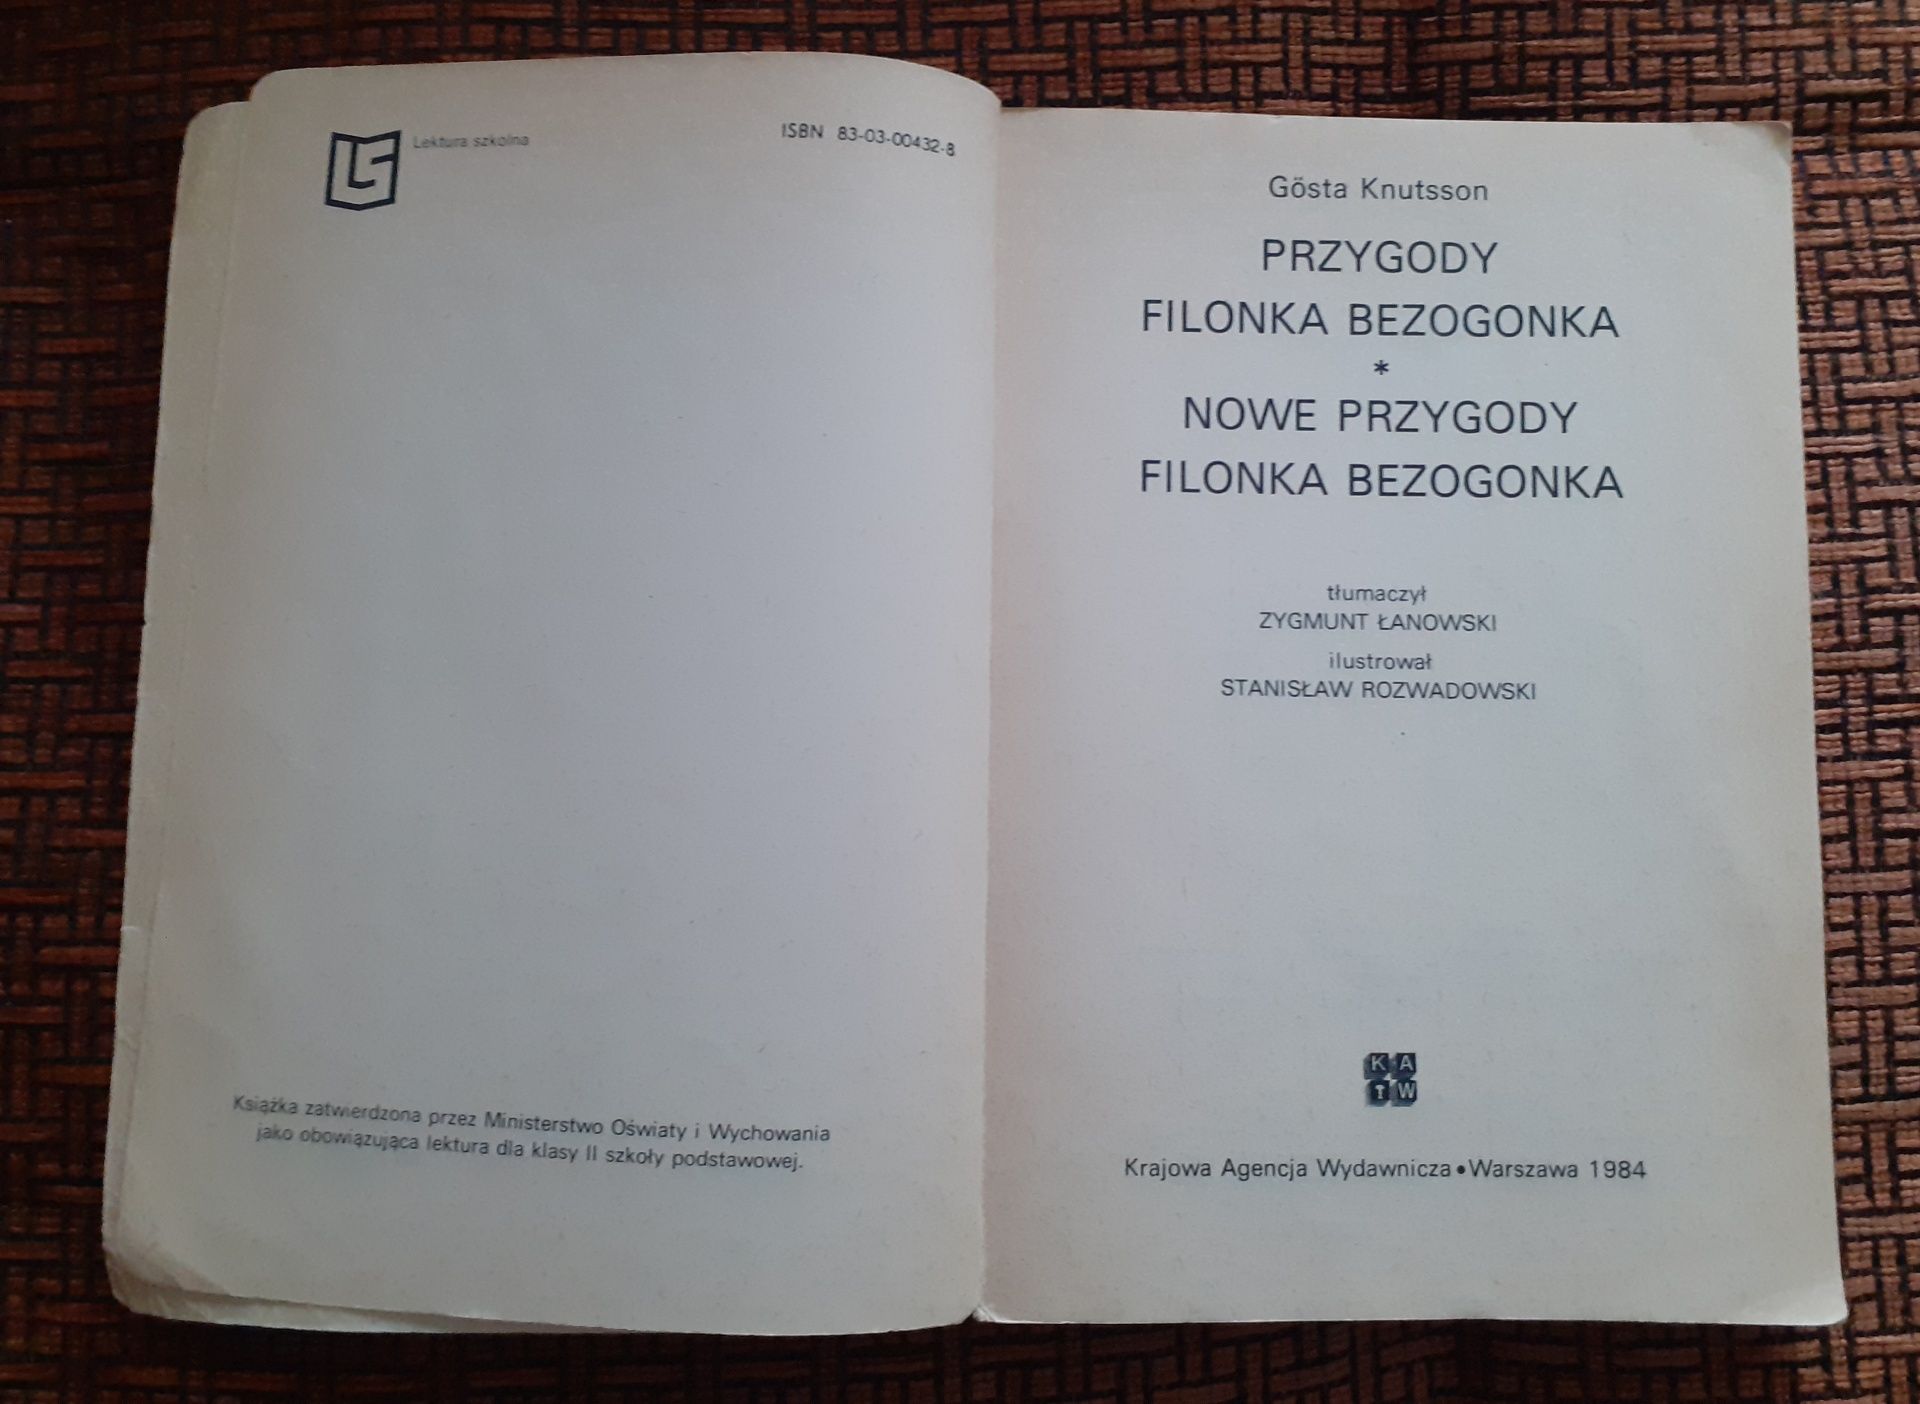 LS
Lektura szkolna
ISBN 83-03-00432-8
Książka zatwierdzona przez Ministerstwo Oświaty i Wychowania
jako obowiązująca lektura dla klasy II szkoły podstawowej.
Gösta Knutsson
PRZYGODY
FILONKA BEZOGONKA
*
NOWE PRZYGODY
FILONKA BEZOGONKA
tłumaczył
ZYGMUNT ŁANOWSKI
ilustrował
STANISŁAW ROZWADOWSKI
K A
W
Krajowa Agencja Wydawnicza • Warszawa 1984